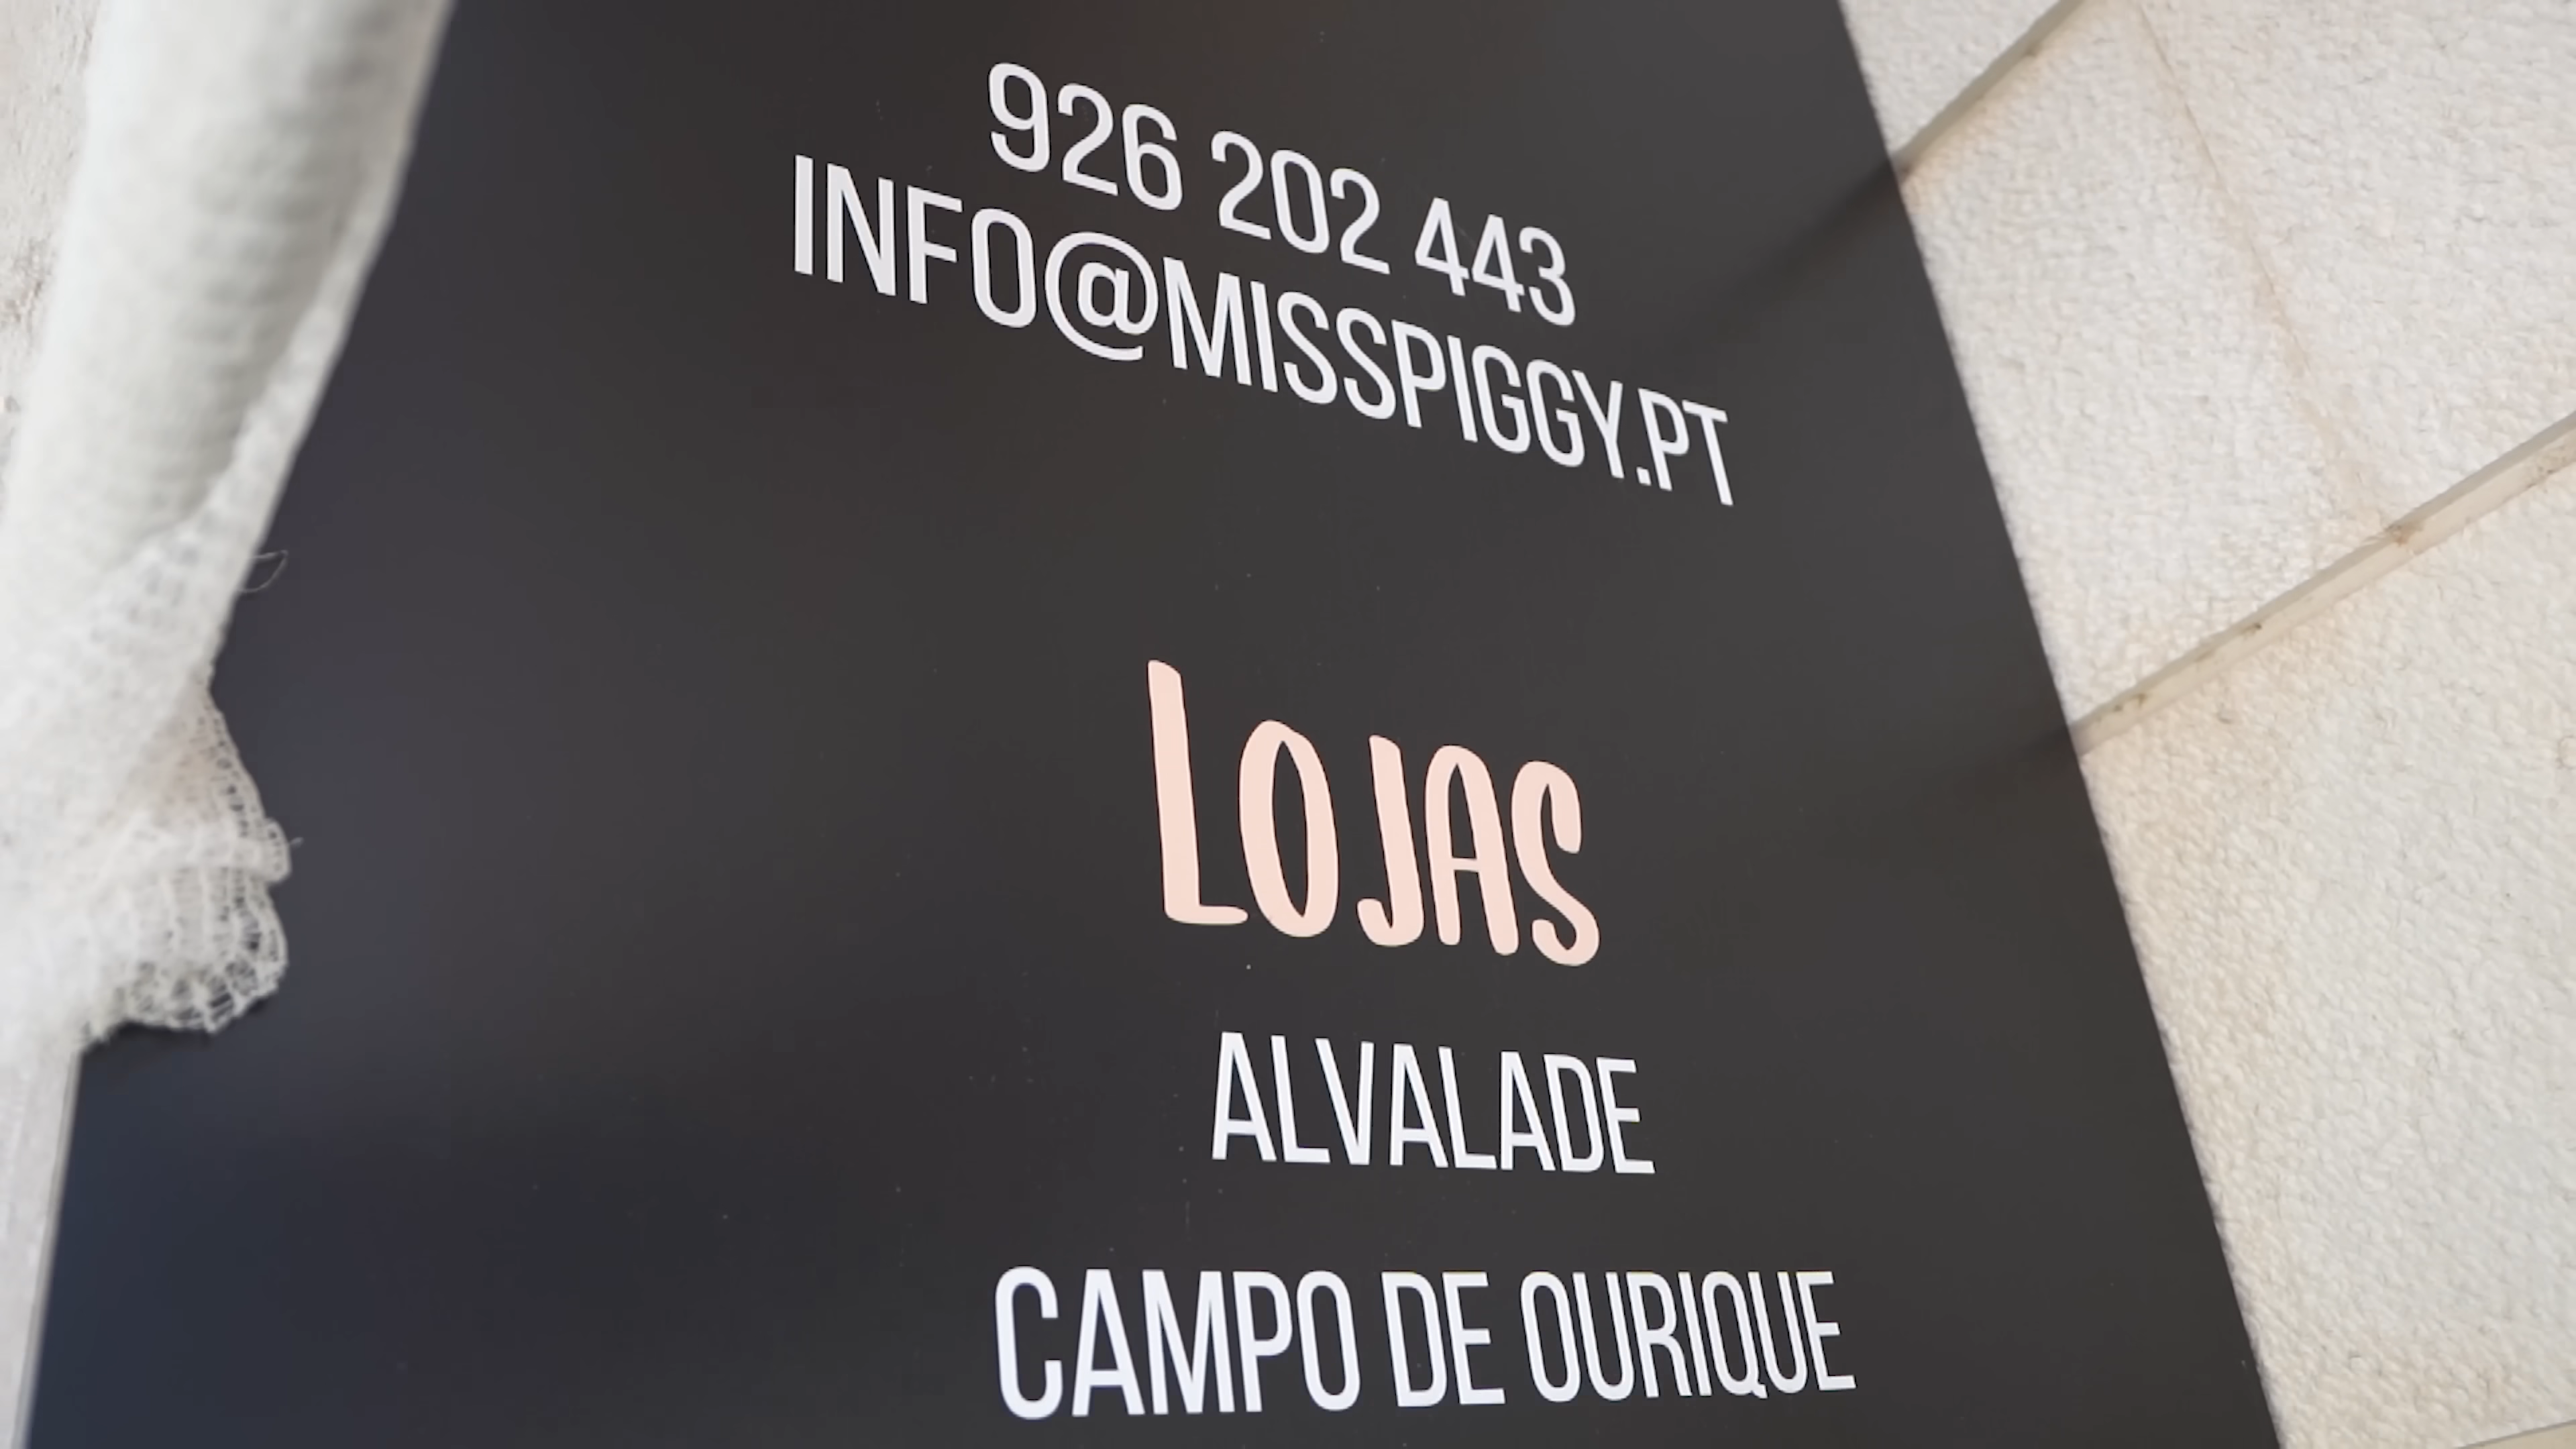 926 202 443
INFO@MISSPIGGY.PT
LOJAS
ALVALADE
CAMPO DE OURIQUE